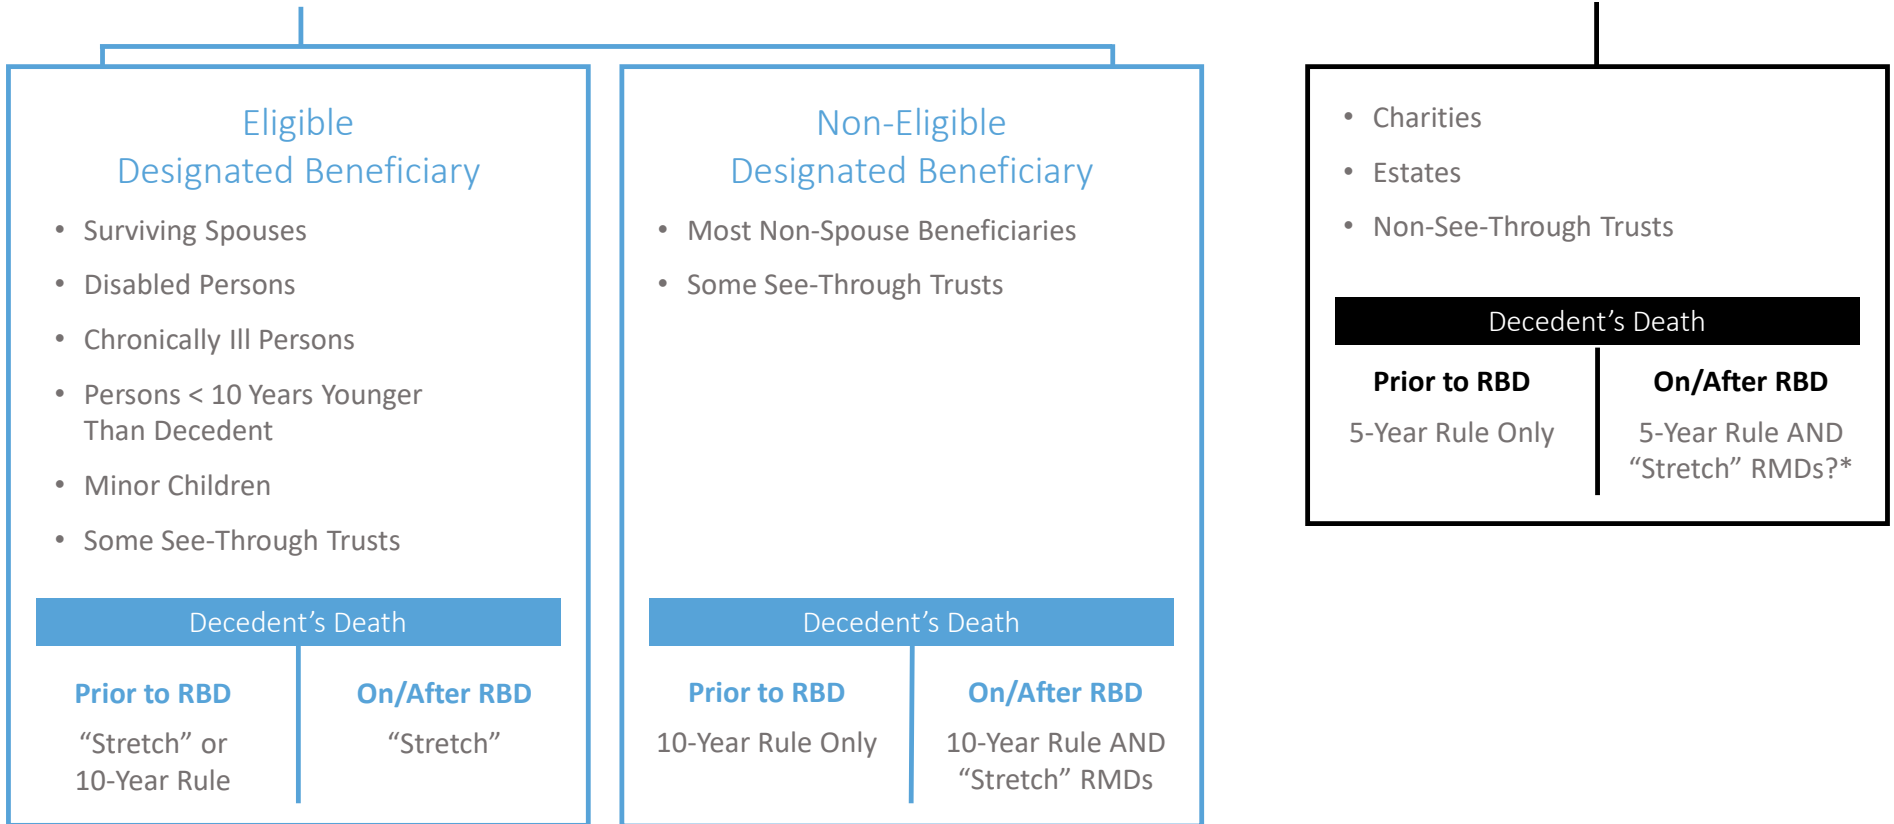 Eligible
Designated Beneficiary
• Surviving Spouses
• Disabled Persons
• Chronically Ill Persons
• Persons < 10 Years Younger
Than Decedent
• Minor Children
• Some See-Through Trusts
Decedent’s Death
Prior to RBD
“Stretch” or
10-Year Rule
On/After RBD
“Stretch”
Non-Eligible
Designated Beneficiary
• Most Non-Spouse Beneficiaries
• Some See-Through Trusts
Decedent’s Death
Prior to RBD
10-Year Rule Only
On/After RBD
10-Year Rule AND
“Stretch” RMDs
• Charities
• Estates
• Non-See-Through Trusts
Decedent’s Death
Prior to RBD
5-Year Rule Only
On/After RBD
5-Year Rule AND
“Stretch” RMDs?*